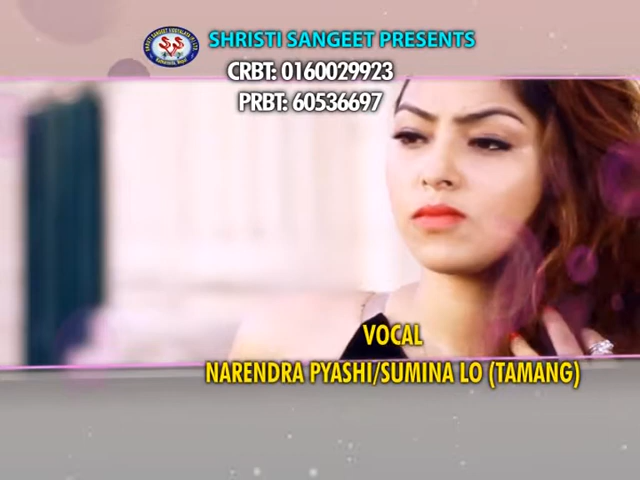 SHRISTI SANGEET PRESENTS
CRBT: 0160029923
PRBT: 60536697
VOCAL
NARENDRA PYASHI/SUMINA LO (TAMANG)